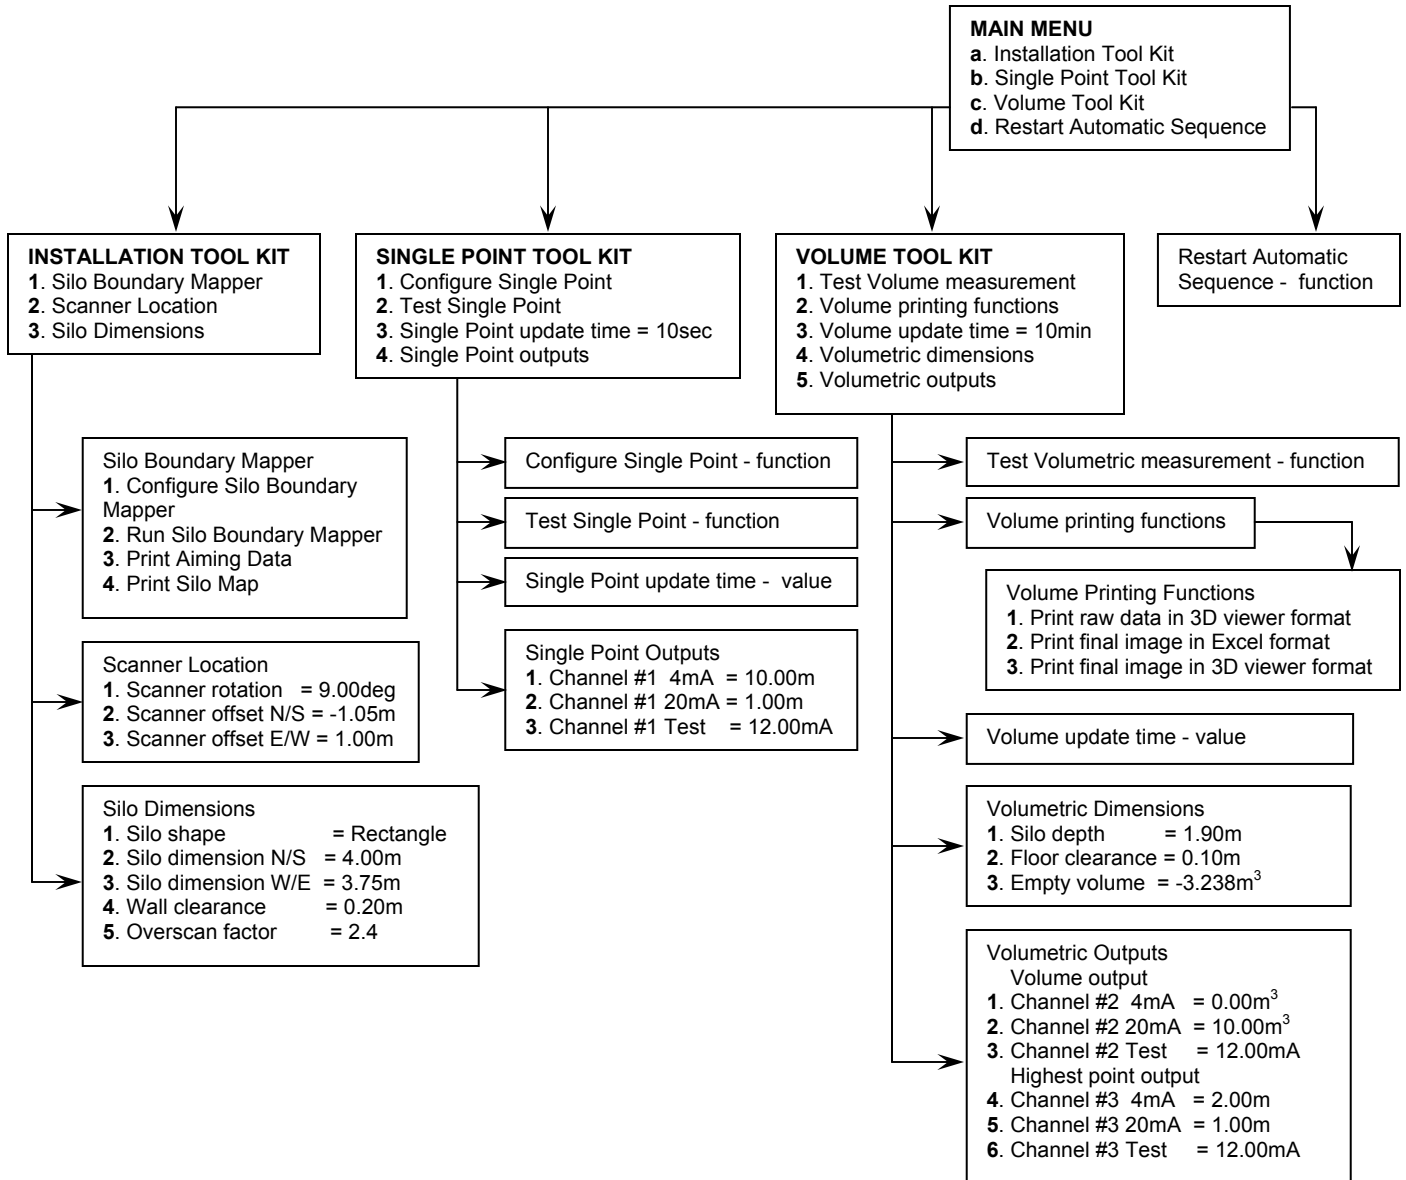 MAIN MENU
a. Installation Tool Kit
b. Single Point Tool Kit
c. Volume Tool Kit
d. Restart Automatic Sequence
INSTALLATION TOOL KIT
1. Silo Boundary Mapper
2. Scanner Location
3. Silo Dimensions
SINGLE POINT TOOL KIT
1. Configure Single Point
2. Test Single Point
3. Single Point update time = 10sec
4. Single Point outputs
VOLUME TOOL KIT
1. Test Volume measurement
2. Volume printing functions
3. Volume update time = 10min
4. Volumetric dimensions
5. Volumetric outputs
Restart Automatic
Sequence - function
Silo Boundary Mapper
1. Configure Silo Boundary
Mapper
2. Run Silo Boundary Mapper
3. Print Aiming Data
4. Print Silo Map
Scanner Location
1. Scanner rotation = 9.00deg
2. Scanner offset N/S = -1.05m
3. Scanner offset E/W = 1.00m
Silo Dimensions
1. Silo shape = Rectangle
2. Silo dimension N/S = 4.00m
3. Silo dimension W/E = 3.75m
4. Wall clearance = 0.20m
5. Overscan factor = 2.4
Configure Single Point - function
Test Single Point - function
Single Point update time - value
Single Point Outputs
1. Channel #1 4mA = 10.00m
2. Channel #1 20mA = 1.00m
3. Channel #1 Test = 12.00mA
Test Volumetric measurement - function
Volume printing functions
Volume Printing Functions
1. Print raw data in 3D viewer format
2. Print final image in Excel format
3. Print final image in 3D viewer format
Volume update time - value
Volumetric Dimensions
1. Silo depth = 1.90m
2. Floor clearance = 0.10m
3. Empty volume = -3.238m³
Volumetric Outputs
Volume output
1. Channel #2 4mA = 0.00m³
2. Channel #2 20mA = 10.00m³
3. Channel #2 Test = 12.00mA
Highest point output
4. Channel #3 4mA = 2.00m
5. Channel #3 20mA = 1.00m
6. Channel #3 Test = 12.00mA